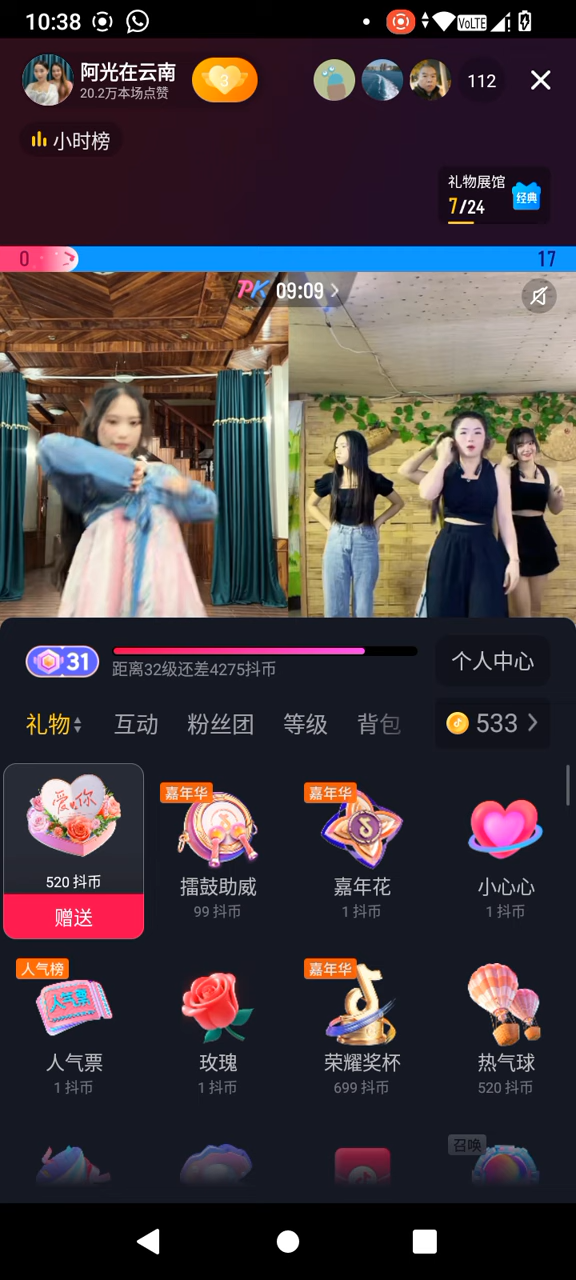 10:38
VoLTE
阿光在云南
20.2万本场点赞
3
112
小时榜
礼物展馆
7/24
经典
0
17
PK 09:09
31
距离32级还差4275抖币
个人中心
礼物 互动 粉丝团 等级 背包
533
爱你
520 抖币
赠送
嘉年华
擂鼓助威
99 抖币
嘉年华
嘉年花
1 抖币
小心心
1 抖币
人气榜
人气票
人气票
1 抖币
玫瑰
1 抖币
嘉年华
荣耀奖杯
699 抖币
热气球
520 抖币
召唤